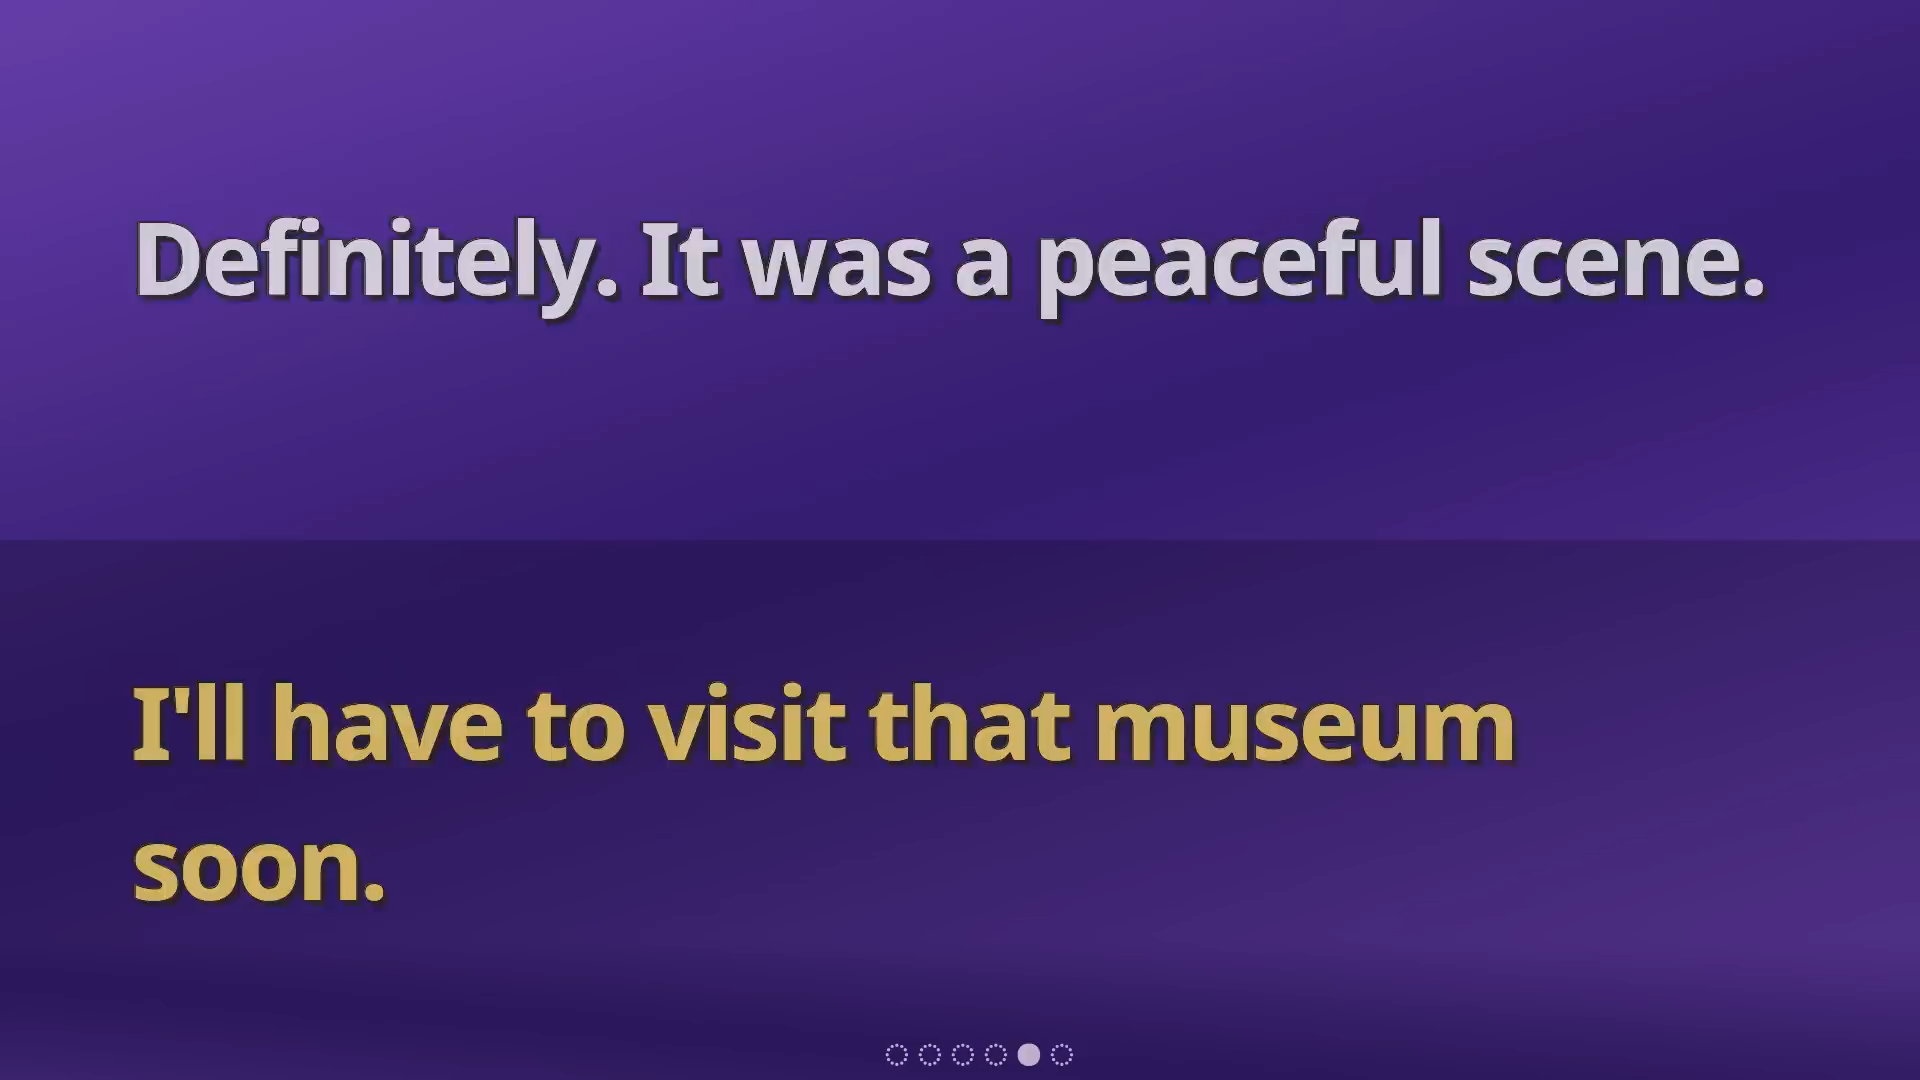 Definitely. It was a peaceful scene.
I'll have to visit that museum
soon.